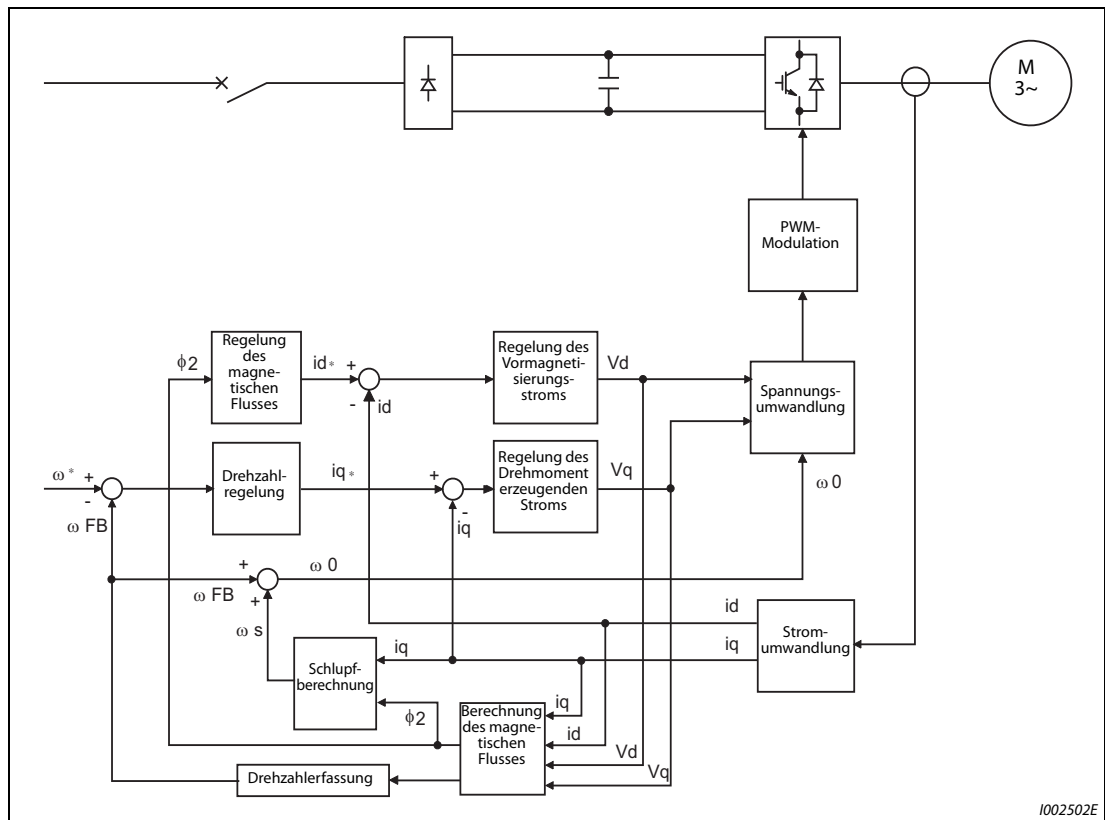 M
3~
PWM-
Modulation
Regelung
des
magne-
tischen
Flusses
ϕ2
id*
+
-
id
Regelung des
Vormagneti-
sierungs-
stroms
Vd
Spannungs-
umwandlung
ω*
+
-
ω FB
Drehzahl-
regelung
iq*
+
-
iq
Regelung des
Drehmoment
erzeugenden
Stroms
Vq
ω 0
+
ω FB
+
ω 0
ω s
id
iq
Strom-
umwandlung
Schlupf-
berechnung
iq
ϕ2
Berechnung
des magne-
tischen
Flusses
iq
id
Vd
Vq
Drehzahlerfassung
I002502E